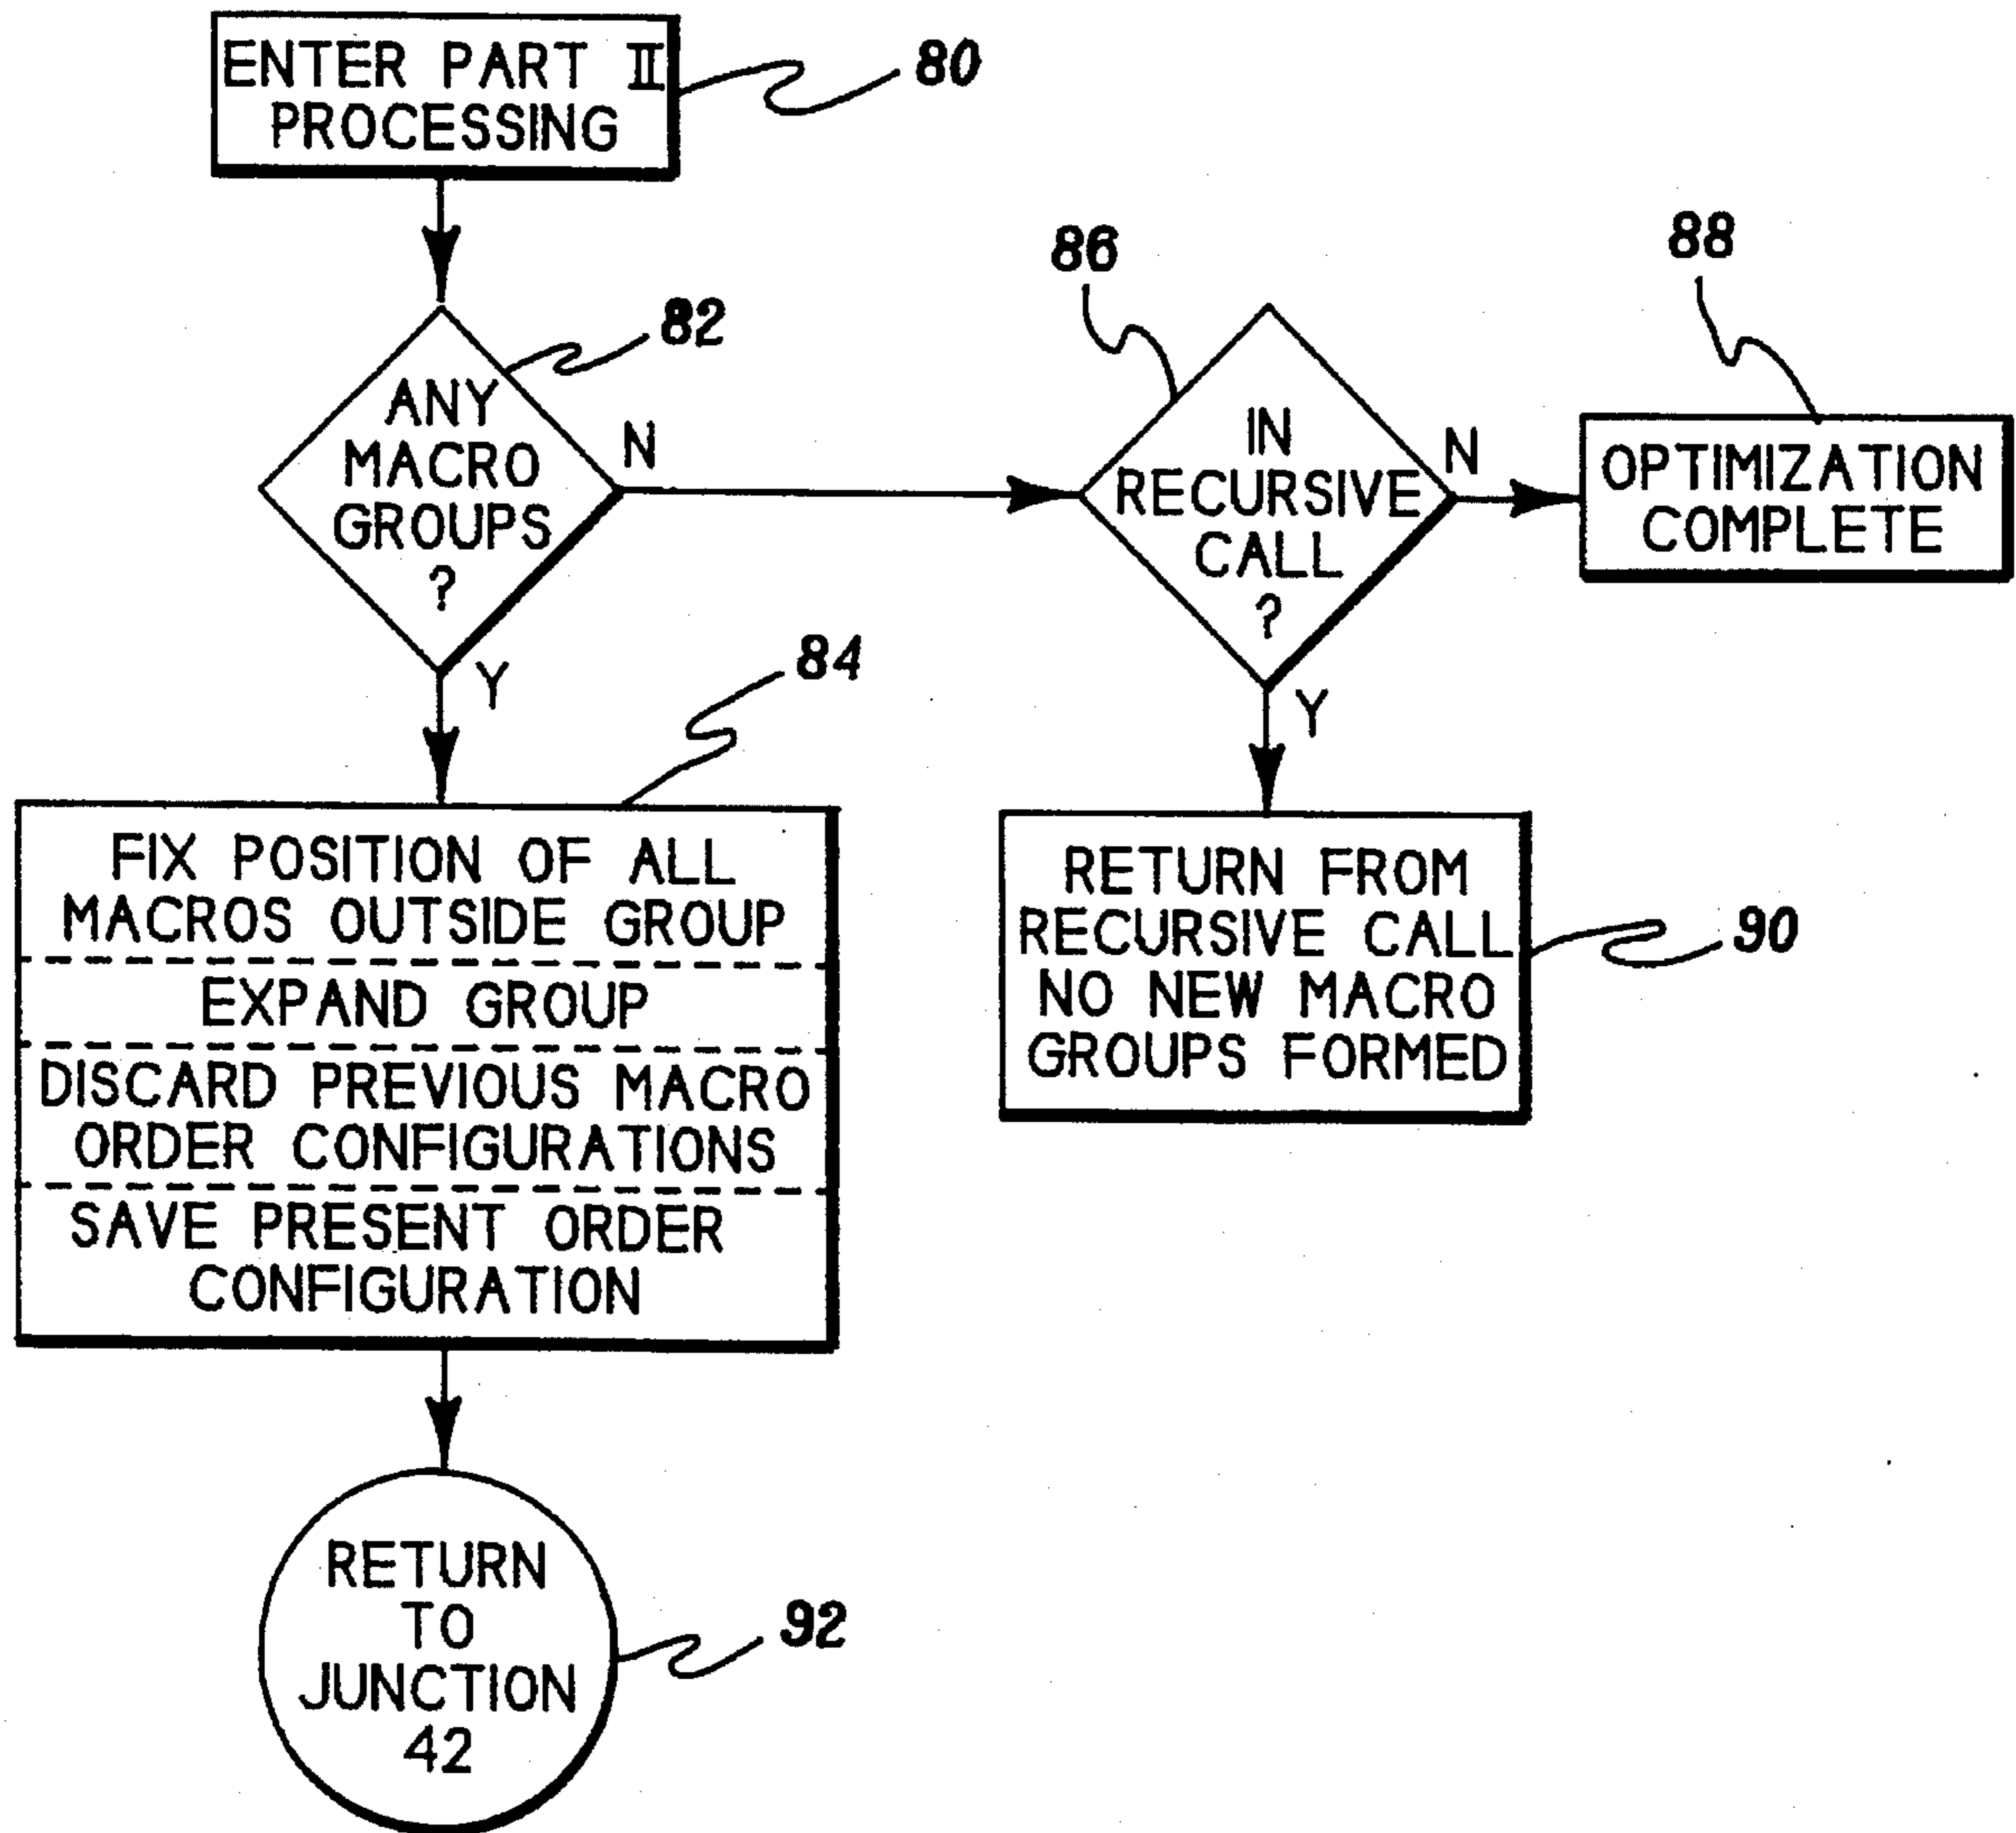 ENTER PART II
PROCESSING
80
82
ANY
MACRO
GROUPS
?
N
Y
86
IN
RECURSIVE
CALL
?
N
Y
88
OPTIMIZATION
COMPLETE
84
FIX POSITION OF ALL
MACROS OUTSIDE GROUP
EXPAND GROUP
DISCARD PREVIOUS MACRO
ORDER CONFIGURATIONS
SAVE PRESENT ORDER
CONFIGURATION
RETURN FROM
RECURSIVE CALL
NO NEW MACRO
GROUPS FORMED
90
RETURN
TO
JUNCTION
42
92